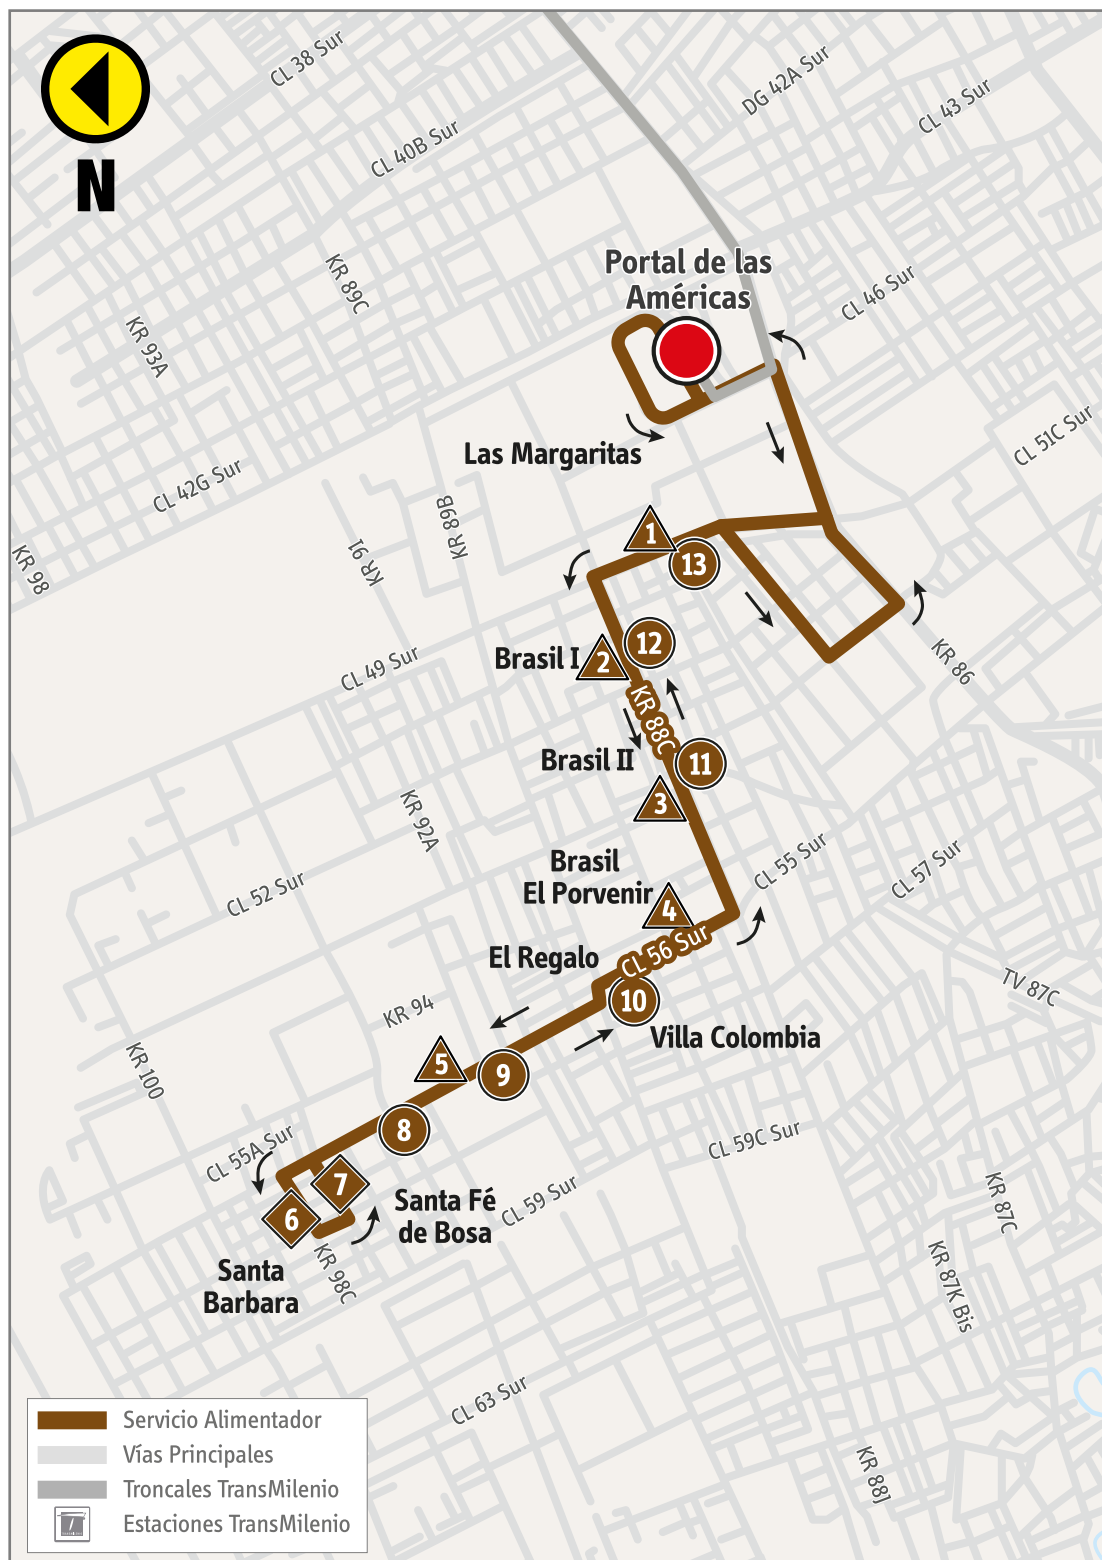 CL 38 Sur
DG 42A Sur
CL 43 Sur
CL 40B Sur
N
Portal de las
Américas
KR 89C
CL 46 Sur
KR 93A
Las Margaritas
CL 51C Sur
CL 42G Sur
KR 89B
KR 98
KR 91
1
13
12
Brasil I
2
CL 49 Sur
KR 86
KR 88C
Brasil II
11
3
KR 92A
Brasil
El Porvenir
CL 55 Sur
CL 57 Sur
CL 52 Sur
4
CL 56 Sur
El Regalo
10
TV 87C
KR 94
Villa Colombia
KR 100
5
9
8
CL 55A Sur
CL 59C Sur
7
6
Santa Fé
de Bosa
CL 59 Sur
KR 87C
Santa
Barbara
KR 98C
KR 87K Bis
CL 63 Sur
KR 88J
Servicio Alimentador
Vías Principales
Troncales TransMilenio
Estaciones TransMilenio